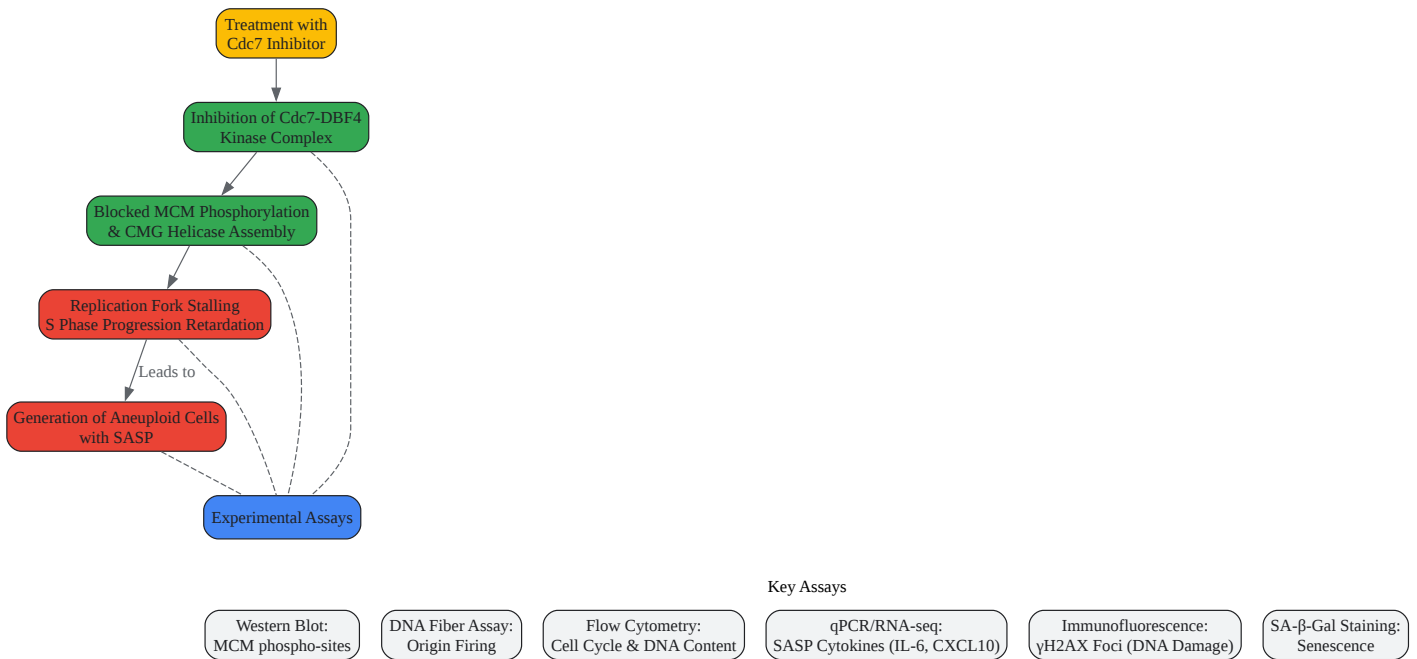 Treatment with
Cdc7 Inhibitor
Inhibition of Cdc7-DBF4
Kinase Complex
Blocked MCM Phosphorylation
& CMG Helicase Assembly
Replication Fork Stalling
S Phase Progression Retardation
Leads to
Generation of Aneuploid Cells
with SASP
Experimental Assays
Key Assays
Western Blot:
MCM phospho-sites
DNA Fiber Assay:
Origin Firing
Flow Cytometry:
Cell Cycle & DNA Content
qPCR/RNA-seq:
SASP Cytokines (IL-6, CXCL10)
Immunofluorescence:
γH2AX Foci (DNA Damage)
SA-β-Gal Staining:
Senescence